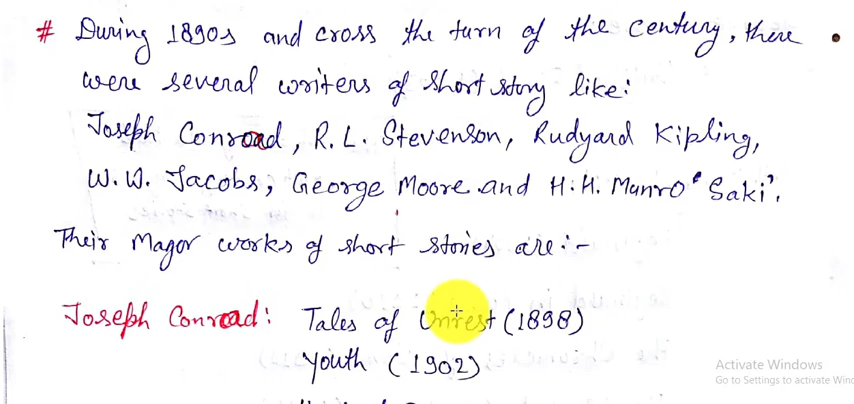 # During 1890s and cross the turn of the century, there
were several writers of short story like:
Joseph Conroad, R. L. Stevenson, Rudyard Kipling,
W. W. Jacobs, George Moore and H. H. Munro 'Saki'.
Their Major works of short stories are:-
Joseph Conroad: Tales of Unrest (1898)
Youth (1902)
Activate Windows
Go to Settings to activate Wind